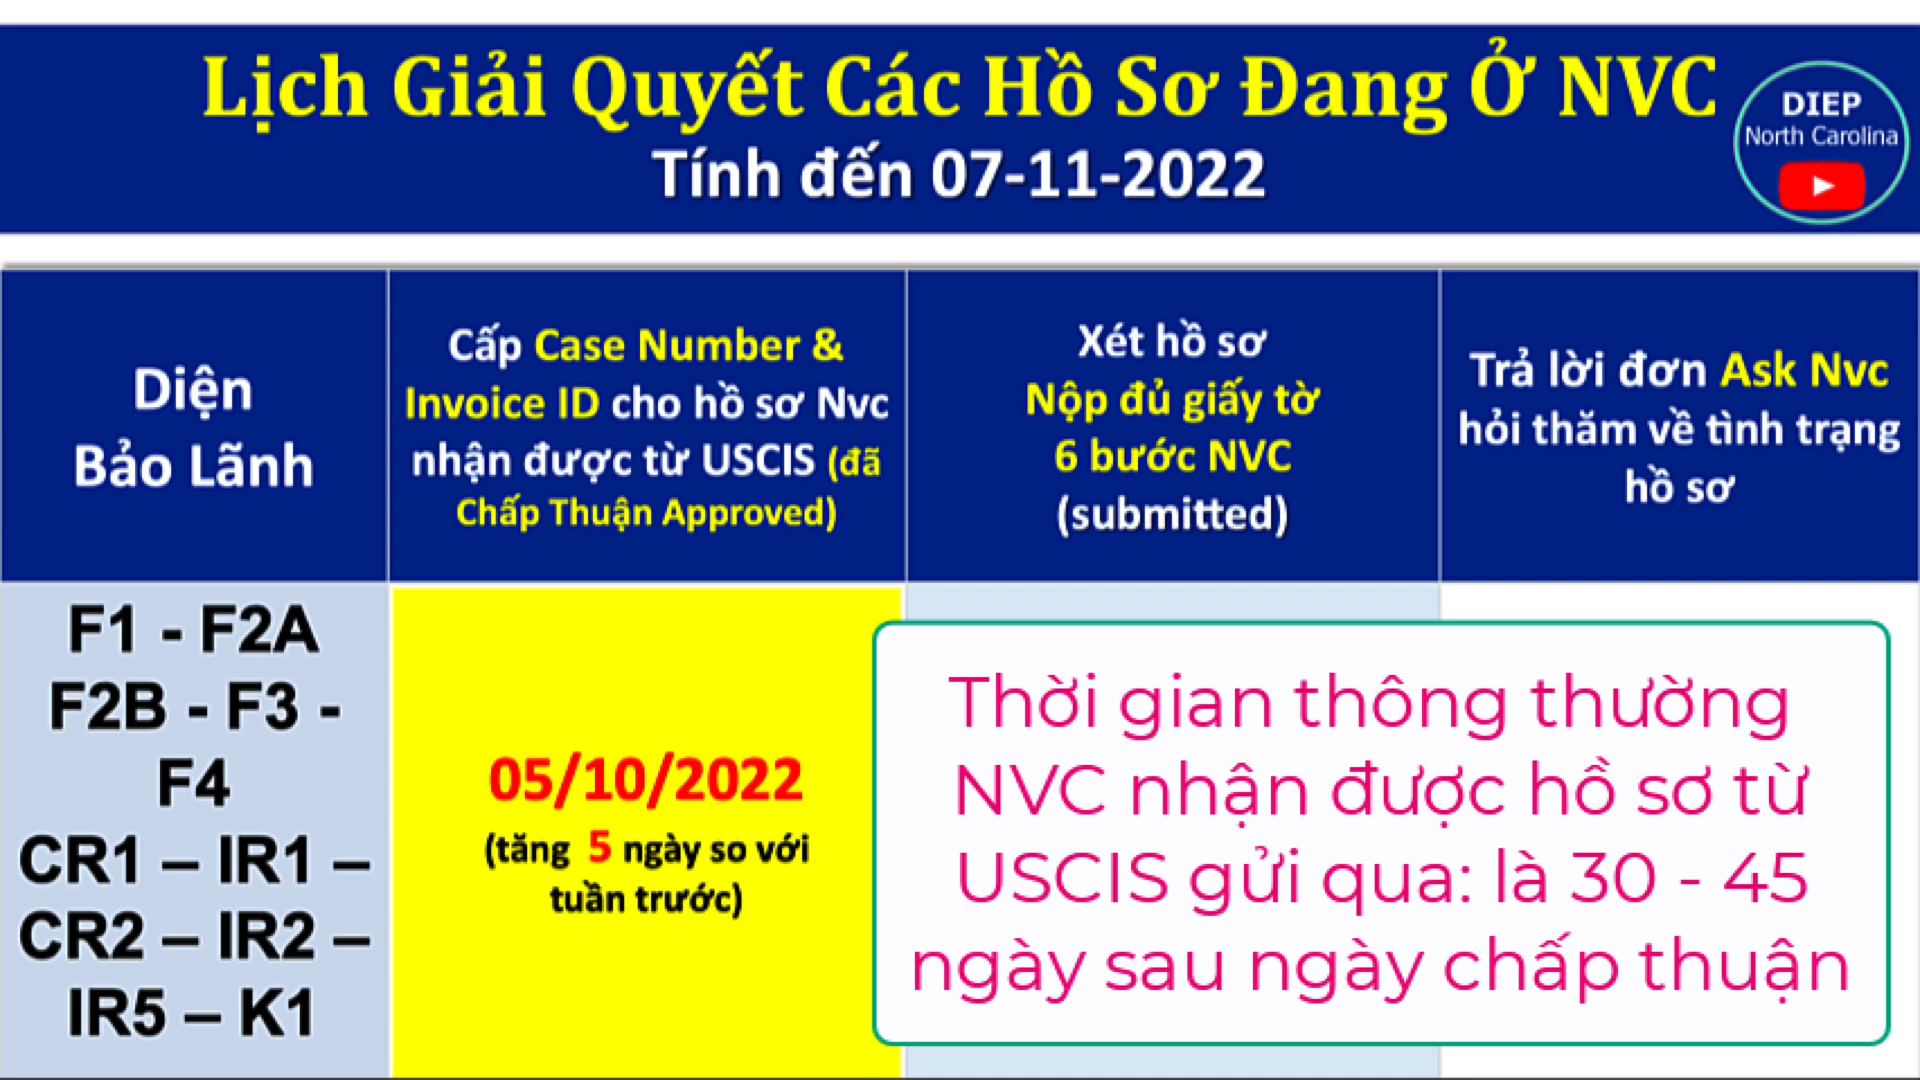 Lịch Giải Quyết Các Hồ Sơ Đang Ở NVC
Tính đến 07-11-2022
DIEP
North Carolina
Diện
Bảo Lãnh
Cấp Case Number &
Invoice ID cho hồ sơ Nvc
nhận được từ USCIS (đã
Chấp Thuận Approved)
Xét hồ sơ
Nộp đủ giấy tờ
6 bước NVC
(submitted)
Trả lời đơn Ask Nvc
hỏi thăm về tình trạng
hồ sơ
F1 - F2A
F2B - F3 -
F4
CR1 – IR1 –
CR2 – IR2 –
IR5 – K1
05/10/2022
(tăng 5 ngày so với
tuần trước)
Thời gian thông thường
NVC nhận được hồ sơ từ
USCIS gửi qua: là 30 - 45
ngày sau ngày chấp thuận